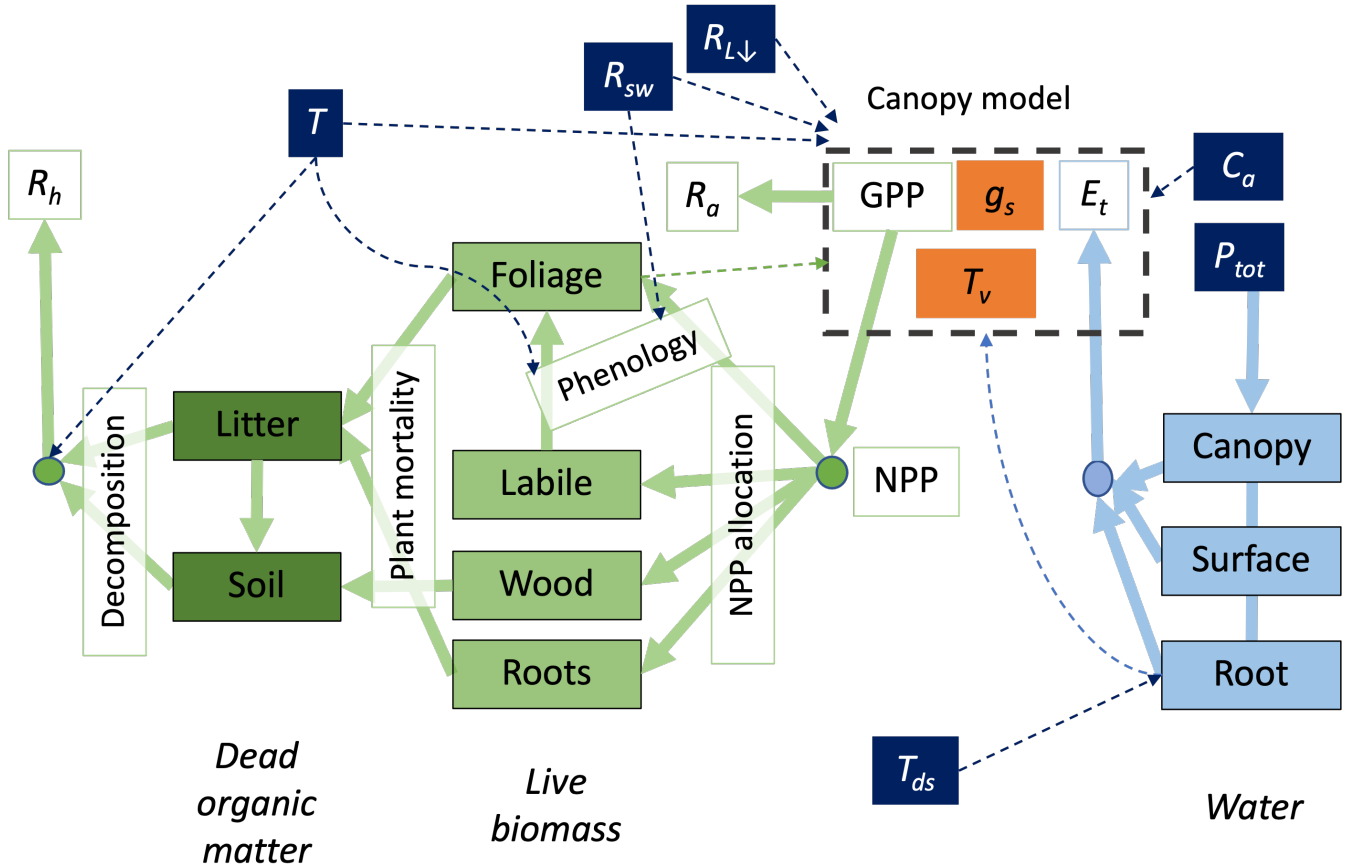 R_L↓
R_sw
Canopy model
T
C_a
R_h
R_a
GPP
g_s
E_t
P_tot
Foliage
T_v
Phenology
Litter
Canopy
Decomposition
Plant mortality
Labile
NPP allocation
NPP
Surface
Soil
Wood
Roots
Root
T_ds
Dead
organic
matter
Live
biomass
Water